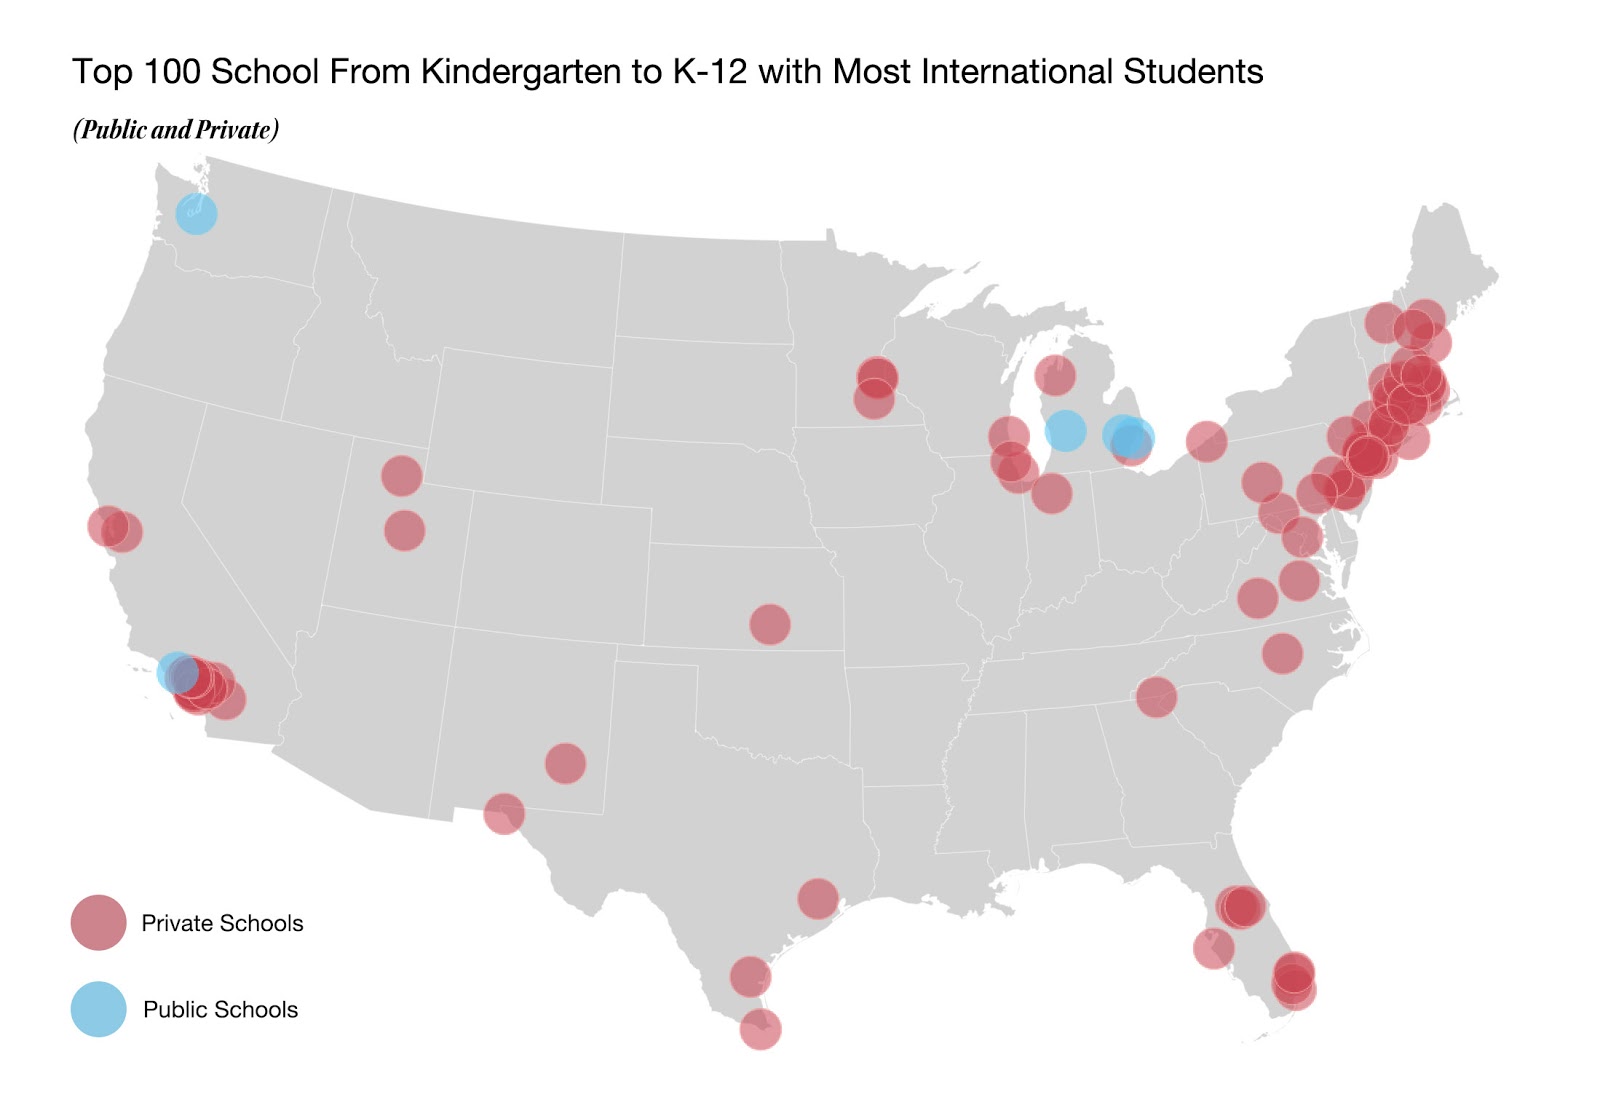 Top 100 School From Kindergarten to K-12 with Most International Students
(Public and Private)
Private Schools
Public Schools